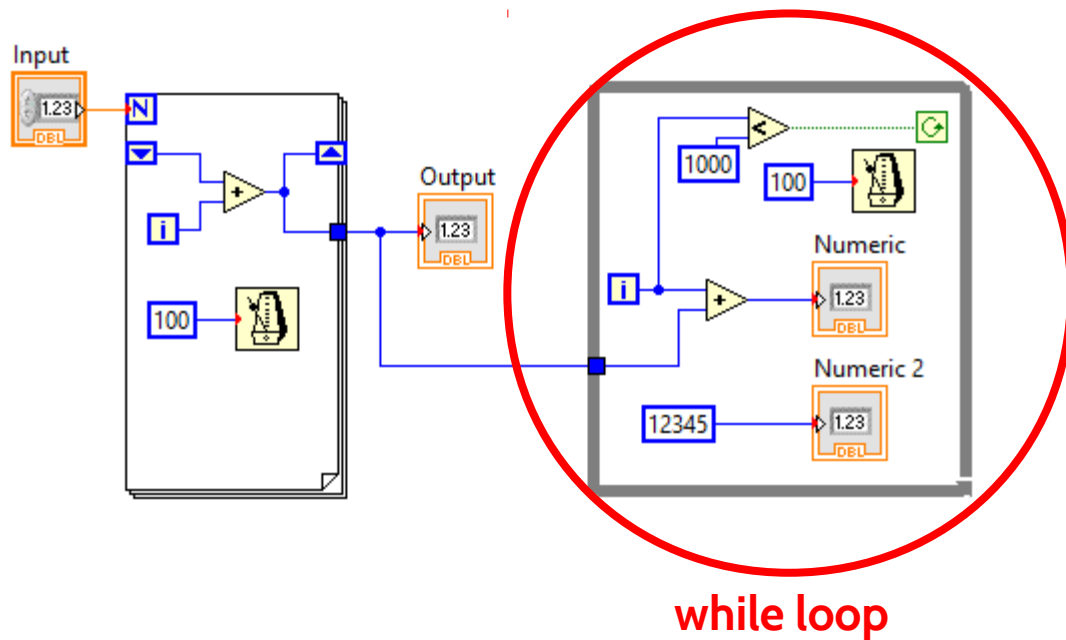 Input
1.23
DBL
N
i
+
100
Output
1.23
DBL
<
1000
100
i
+
Numeric
1.23
DBL
Numeric 2
12345
1.23
DBL
while loop